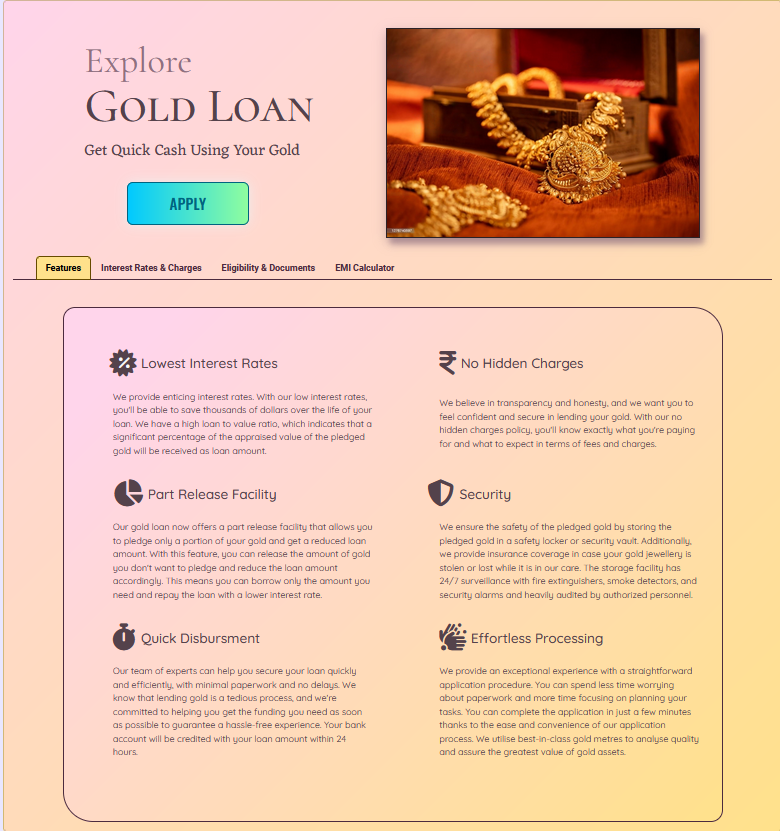 Explore
Gold Loan
Get Quick Cash Using Your Gold
APPLY
Features
Interest Rates & Charges
Eligibility & Documents
EMI Calculator
Lowest Interest Rates
We provide enticing interest rates. With our low interest rates,
you'll be able to save thousands of dollars over the life of your
loan. We have a high loan to value ratio, which indicates that a
significant percentage of the appraised value of the pledged
gold will be received as loan amount.
No Hidden Charges
We believe in transparency and honesty, and we want you to
feel confident and secure in lending your gold. With our no
hidden charges policy, you'll know exactly what you're paying
for and what to expect in terms of fees and charges.
Part Release Facility
Our gold loan now offers a part release facility that allows you
to pledge only a portion of your gold and get a reduced loan
amount. With this feature, you can release the amount of gold
you don't want to pledge and reduce the loan amount
accordingly. This means you can borrow only the amount you
need and repay the loan with a lower interest rate.
Security
We ensure the safety of the pledged gold by storing the
pledged gold in a safety locker or security vault. Additionally,
we provide insurance coverage in case your gold jewellery is
stolen or lost while it is in our care. The storage facility has
24/7 surveillance with fire extinguishers, smoke detectors, and
security alarms and heavily audited by authorized personnel.
Quick Disbursment
Our team of experts can help you secure your loan quickly
and efficiently, with minimal paperwork and no delays. We
know that lending gold is a tedious process, and we're
committed to helping you get the funding you need as soon
as possible to guarantee a hassle-free experience. Your bank
account will be credited with your loan amount within 24
hours.
Effortless Processing
We provide an exceptional experience with a straightforward
application procedure. You can spend less time worrying
about paperwork and more time focusing on planning your
tasks. You can complete the application in just a few minutes
thanks to the ease and convenience of our application
process. We utilise best-in-class gold metres to analyse quality
and assure the greatest value of gold assets.